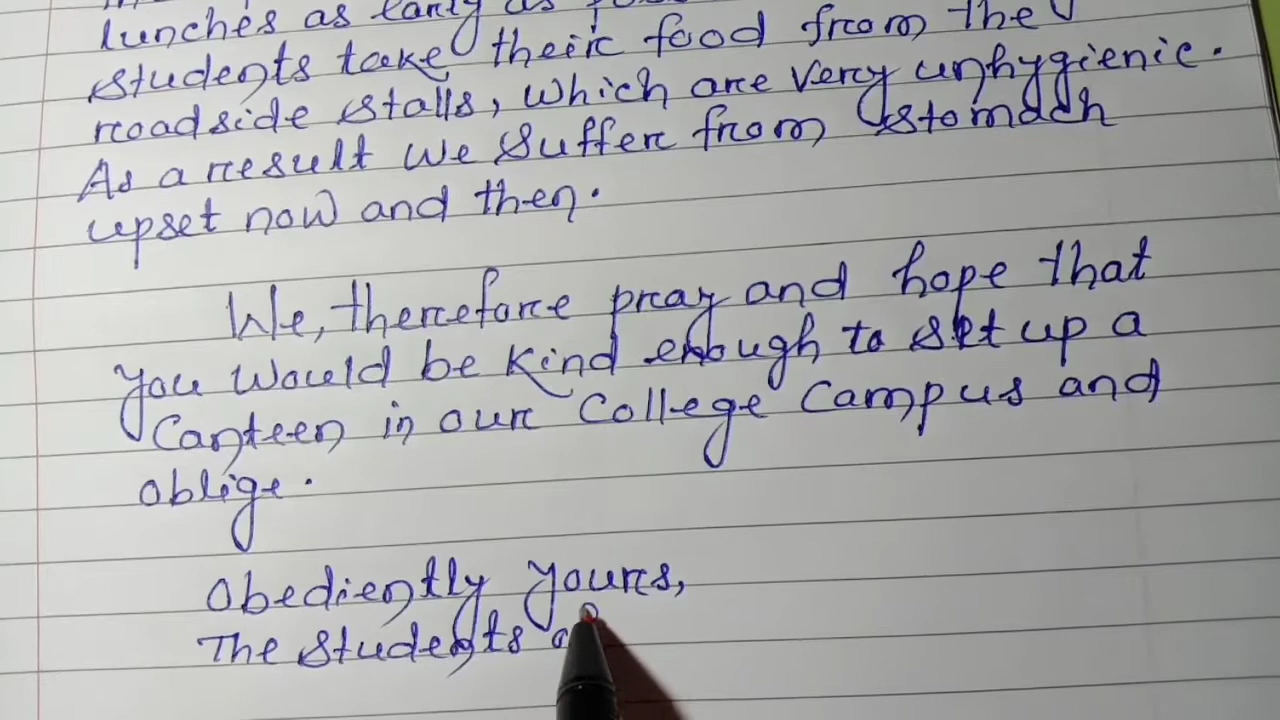 lunches as early as
students take their food from the
roadside stalls, which are very unhygienic.
As a result we suffer from stomach
upset now and then.
We, therefore pray and hope that
you would be kind enough to set up a
Canteen in our College Campus and
oblige.
Obediently yours,
The students o